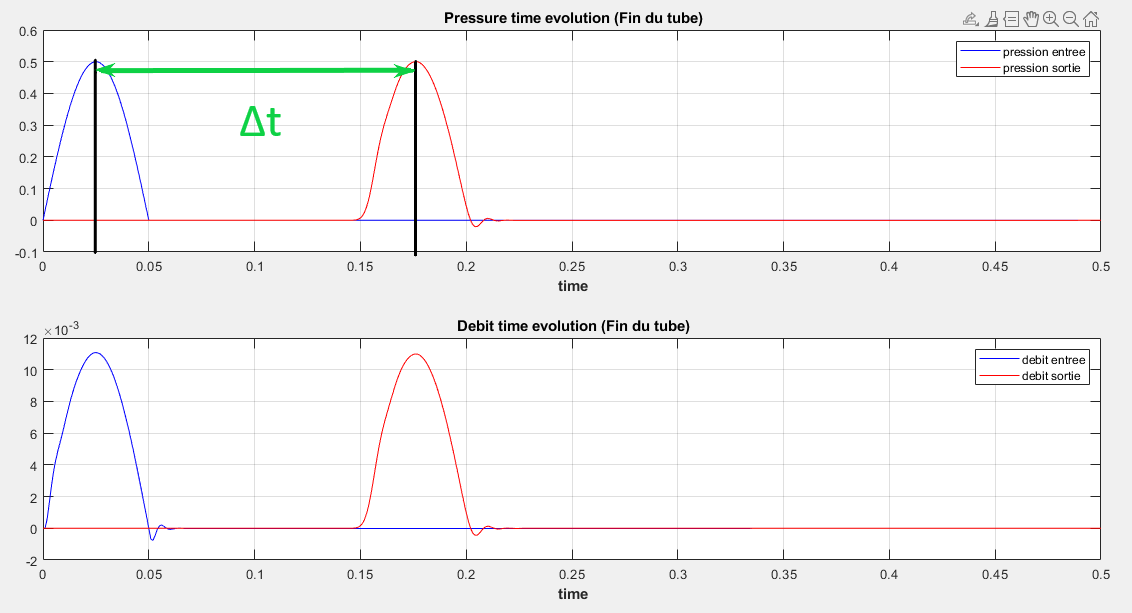 Pressure time evolution (Fin du tube)
0.6
0.5
0.4
0.3
0.2
0.1
0
-0.1
pression entree
pression sortie
Δt
0 0.05 0.1 0.15 0.2 0.25 0.3 0.35 0.4 0.45 0.5
time
Debit time evolution (Fin du tube)
×10⁻³
12
10
8
6
4
2
0
-2
debit entree
debit sortie
0 0.05 0.1 0.15 0.2 0.25 0.3 0.35 0.4 0.45 0.5
time